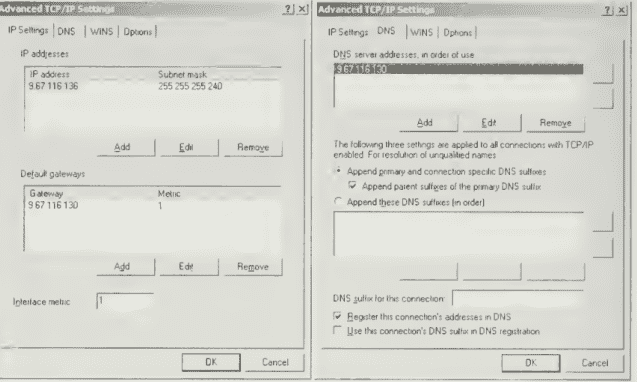 Advanced TCP/IP Settings
IP Settings DNS WINS Options
IP addresses
IP address Subnet mask
9.67.116.136 255.255.255.240
Add Edit Remove
Default gateways
Gateway Metric
9.67.116.130 1
Add Edit Remove
Interface metric 1
OK Cancel
Advanced TCP/IP Settings
IP Settings DNS WINS Options
DNS server addresses, in order of use
9.67.116.130
Add Edit Remove
The following three settings are applied to all connections with TCP/IP
enabled. For resolution of unqualified names
Append primary and connection specific DNS suffixes
Append parent suffixes of the primary DNS suffix
Append these DNS suffixes (in order)
DNS suffix for this connection:
Register this connection's addresses in DNS
Use this connection's DNS suffix in DNS registration
OK Cancel